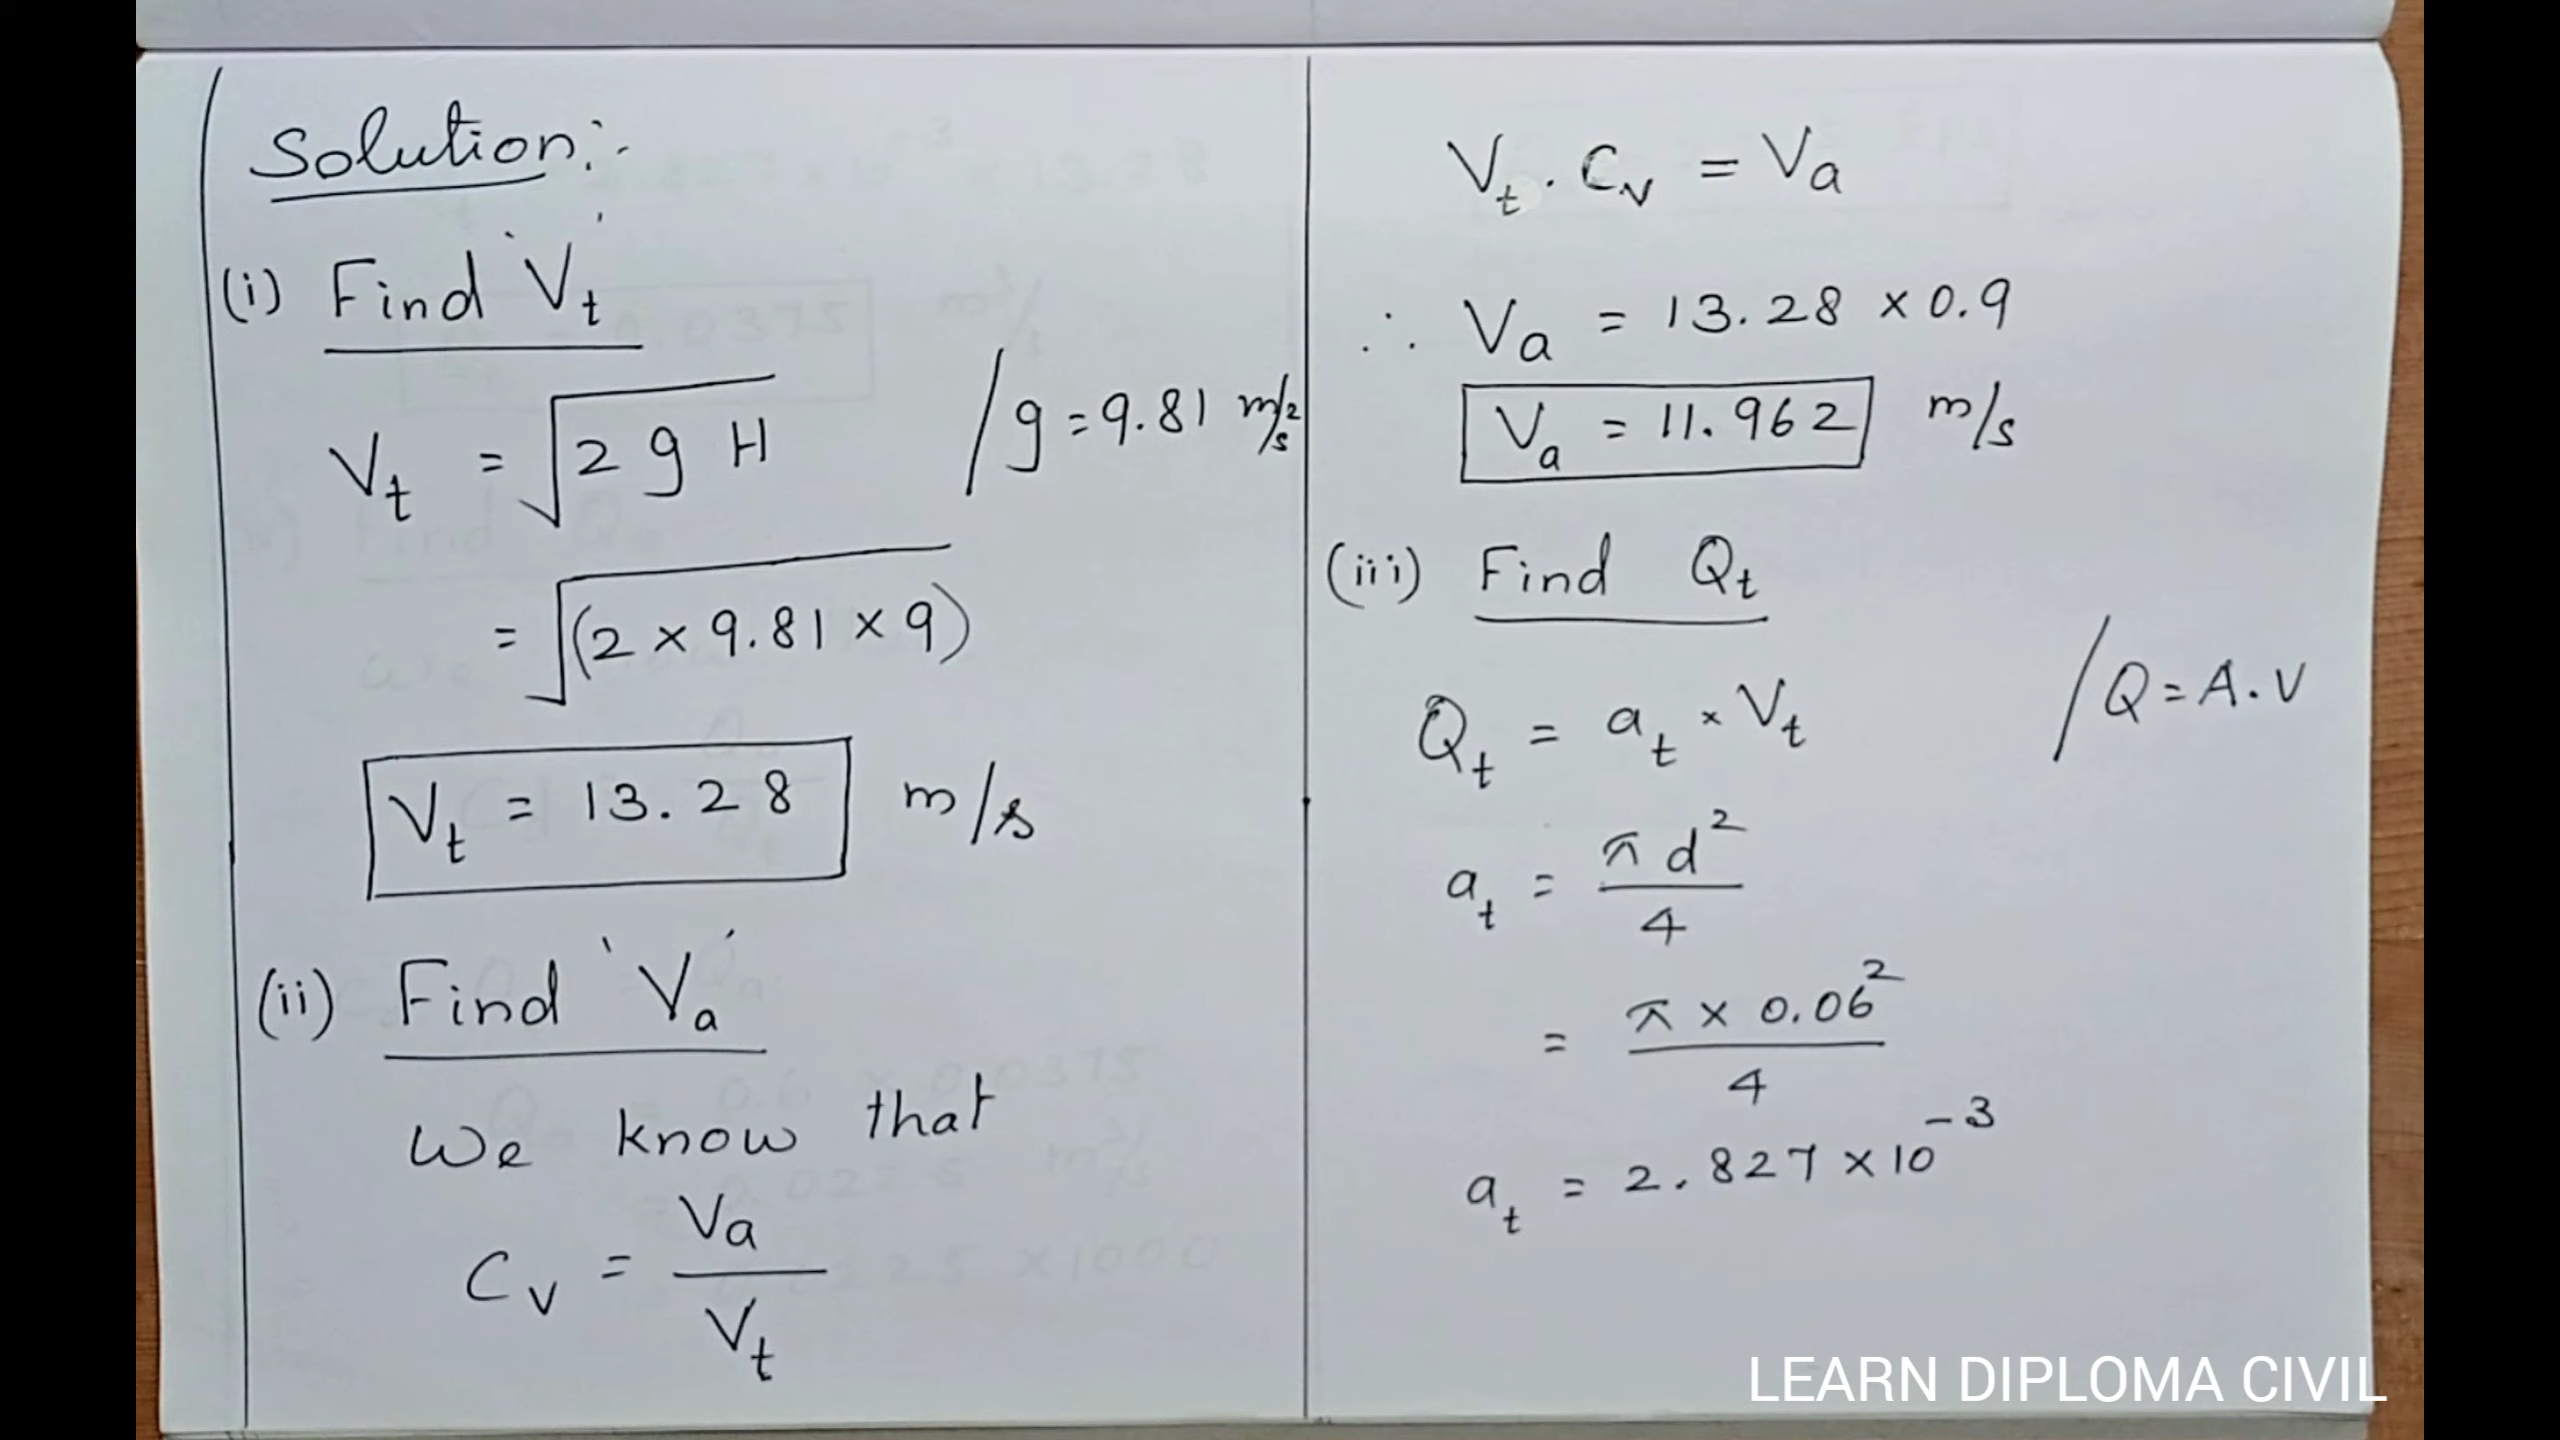 Solution:-
(i) Find 'Vt'
Vt = √2 g H / g = 9.81 m/s²
= √(2 × 9.81 × 9)
Vt = 13.28 m/s
(ii) Find 'Va'
We know that
Cv = Va / Vt
Vt . Cv = Va
∴ Va = 13.28 × 0.9
Va = 11.962 m/s
(iii) Find Qt
Qt = at × Vt / Q = A.V
at = π d² / 4
= π × 0.06² / 4
at = 2.827 × 10⁻³
LEARN DIPLOMA CIVIL